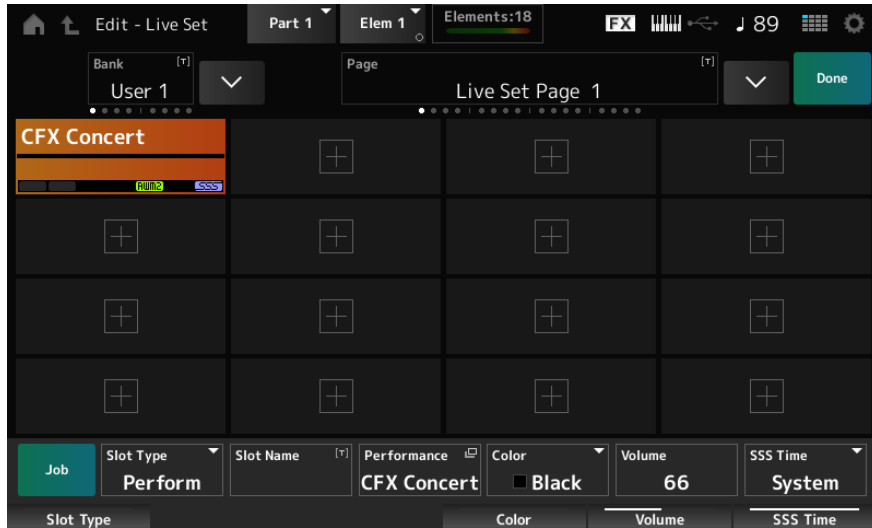 Edit - Live Set
Part 1
Elem 1
Elements:18
FX
♩ 89
Bank
[T]
User 1
Page
[T]
Live Set Page 1
Done
CFX Concert
AWM2
SSS
Job
Slot Type
Perform
Slot Name
[T]
Performance
CFX Concert
Color
Black
Volume
66
SSS Time
System
Slot Type
Color
Volume
SSS Time